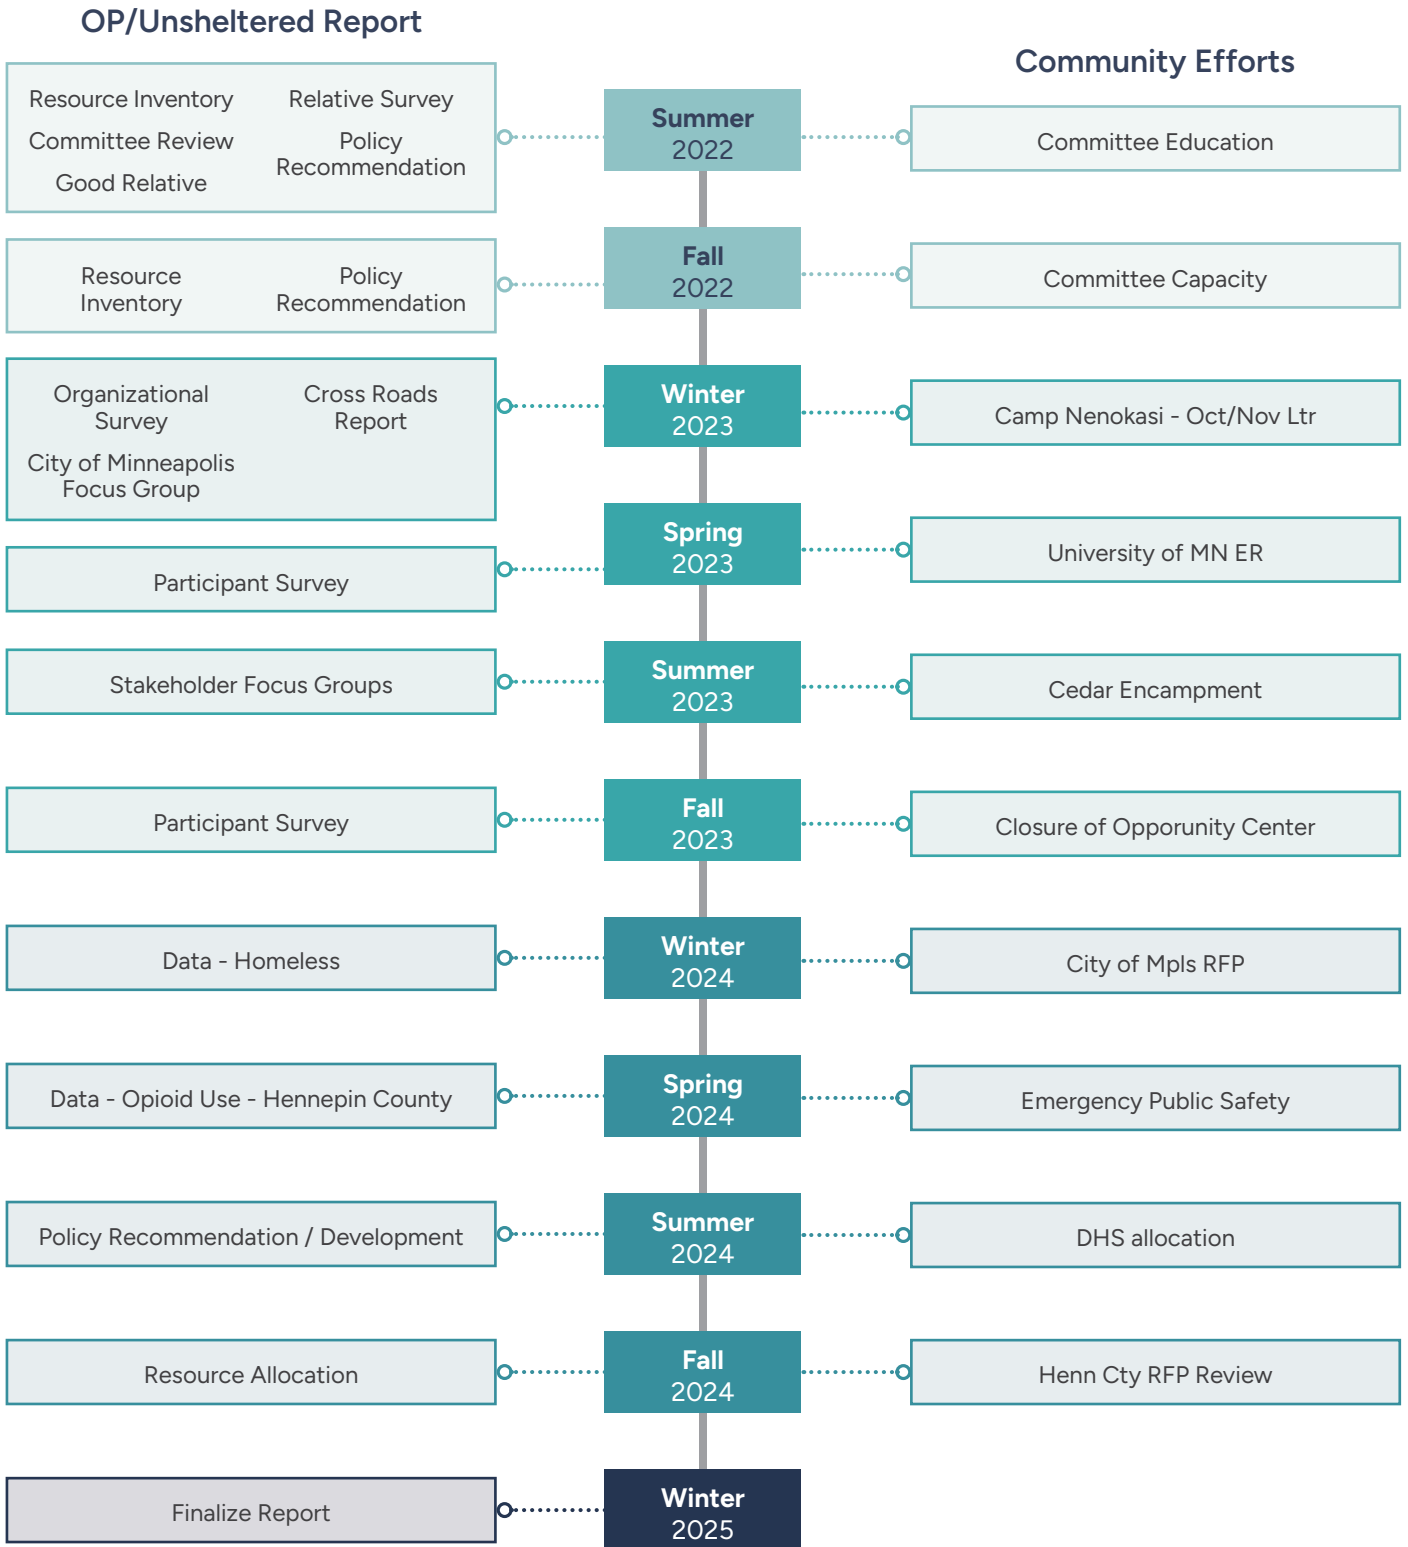 OP/Unsheltered Report
Community Efforts
Resource Inventory
Committee Review
Good Relative
Relative Survey
Policy
Recommendation
Summer
2022
Committee Education
Resource
Inventory
Policy
Recommendation
Fall
2022
Committee Capacity
Organizational
Survey
City of Minneapolis
Focus Group
Cross Roads
Report
Winter
2023
Camp Nenokasi - Oct/Nov Ltr
Participant Survey
Spring
2023
University of MN ER
Stakeholder Focus Groups
Summer
2023
Cedar Encampment
Participant Survey
Fall
2023
Closure of Opporunity Center
Data - Homeless
Winter
2024
City of Mpls RFP
Data - Opioid Use - Hennepin County
Spring
2024
Emergency Public Safety
Policy Recommendation / Development
Summer
2024
DHS allocation
Resource Allocation
Fall
2024
Henn Cty RFP Review
Finalize Report
Winter
2025